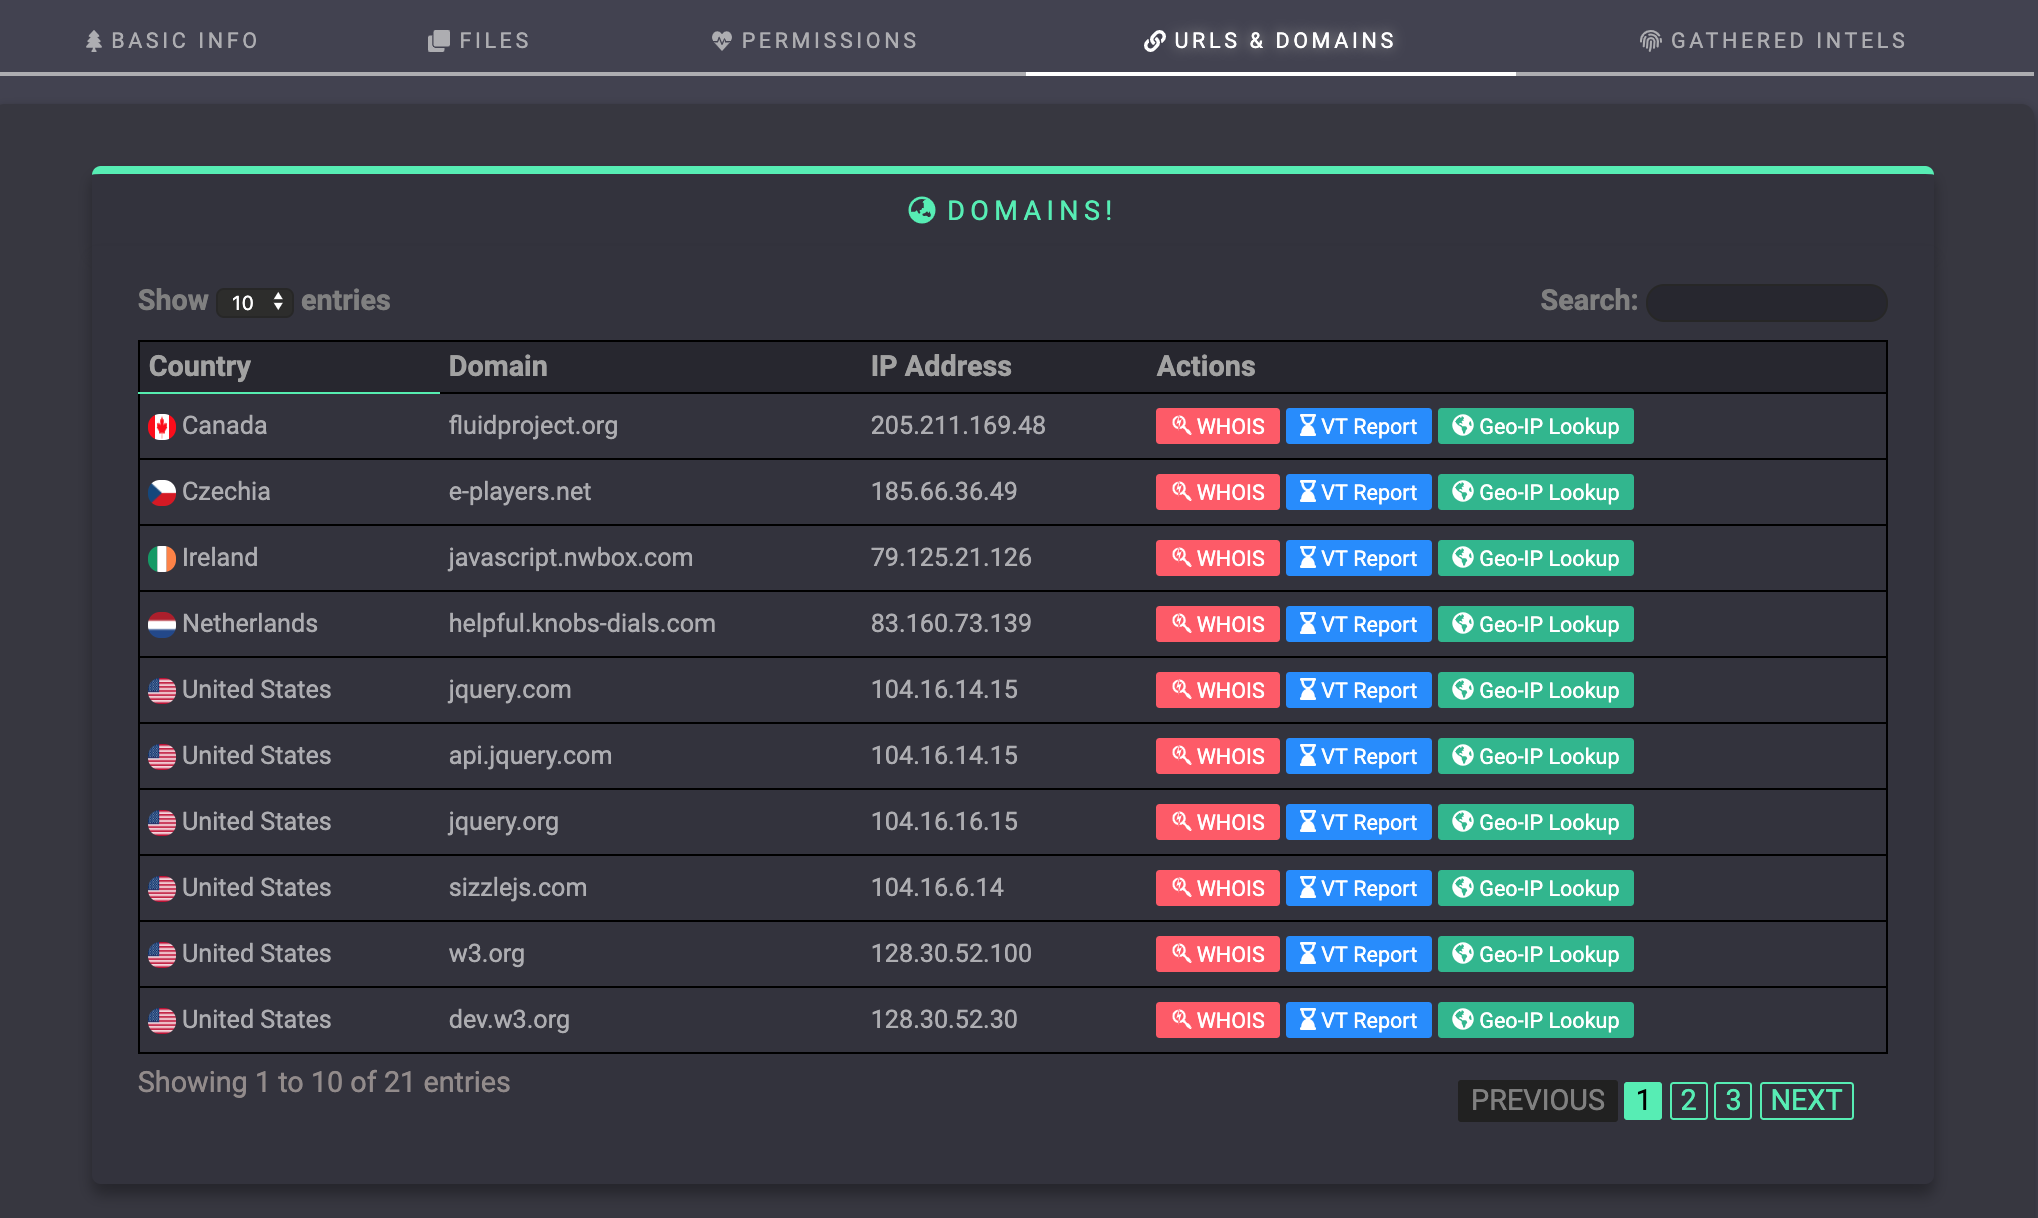 BASIC INFO FILES PERMISSIONS URLS & DOMAINS GATHERED INTELS
DOMAINS!
Show 10 entries Search:
Country Domain IP Address Actions
Canada fluidproject.org 205.211.169.48 WHOIS VT Report Geo-IP Lookup
Czechia e-players.net 185.66.36.49 WHOIS VT Report Geo-IP Lookup
Ireland javascript.nwbox.com 79.125.21.126 WHOIS VT Report Geo-IP Lookup
Netherlands helpful.knobs-dials.com 83.160.73.139 WHOIS VT Report Geo-IP Lookup
United States jquery.com 104.16.14.15 WHOIS VT Report Geo-IP Lookup
United States api.jquery.com 104.16.14.15 WHOIS VT Report Geo-IP Lookup
United States jquery.org 104.16.16.15 WHOIS VT Report Geo-IP Lookup
United States sizzlejs.com 104.16.6.14 WHOIS VT Report Geo-IP Lookup
United States w3.org 128.30.52.100 WHOIS VT Report Geo-IP Lookup
United States dev.w3.org 128.30.52.30 WHOIS VT Report Geo-IP Lookup
Showing 1 to 10 of 21 entries
PREVIOUS 1 2 3 NEXT